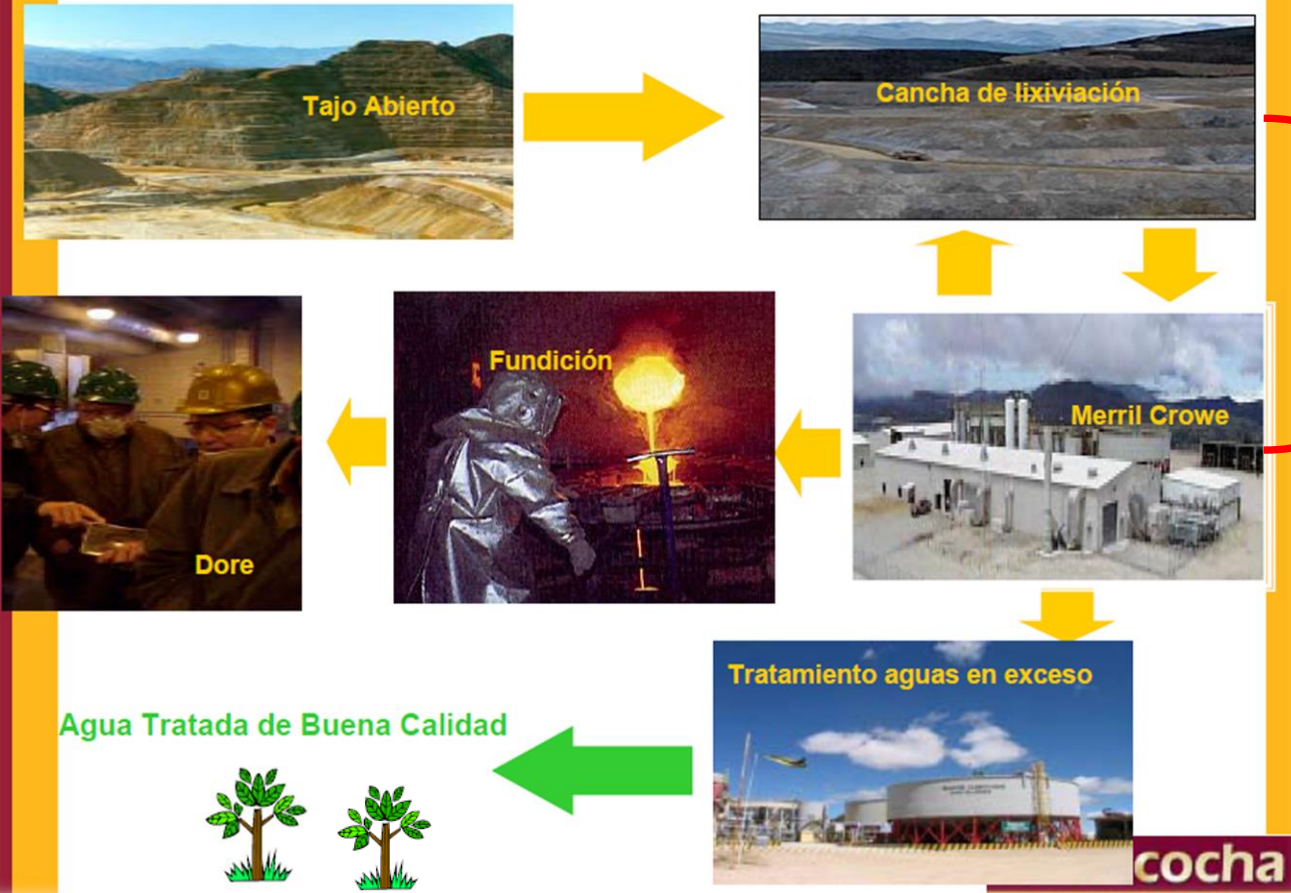 Tajo Abierto
Cancha de lixiviación
Fundición
Merril Crowe
Dore
Tratamiento aguas en exceso
Agua Tratada de Buena Calidad
cocha